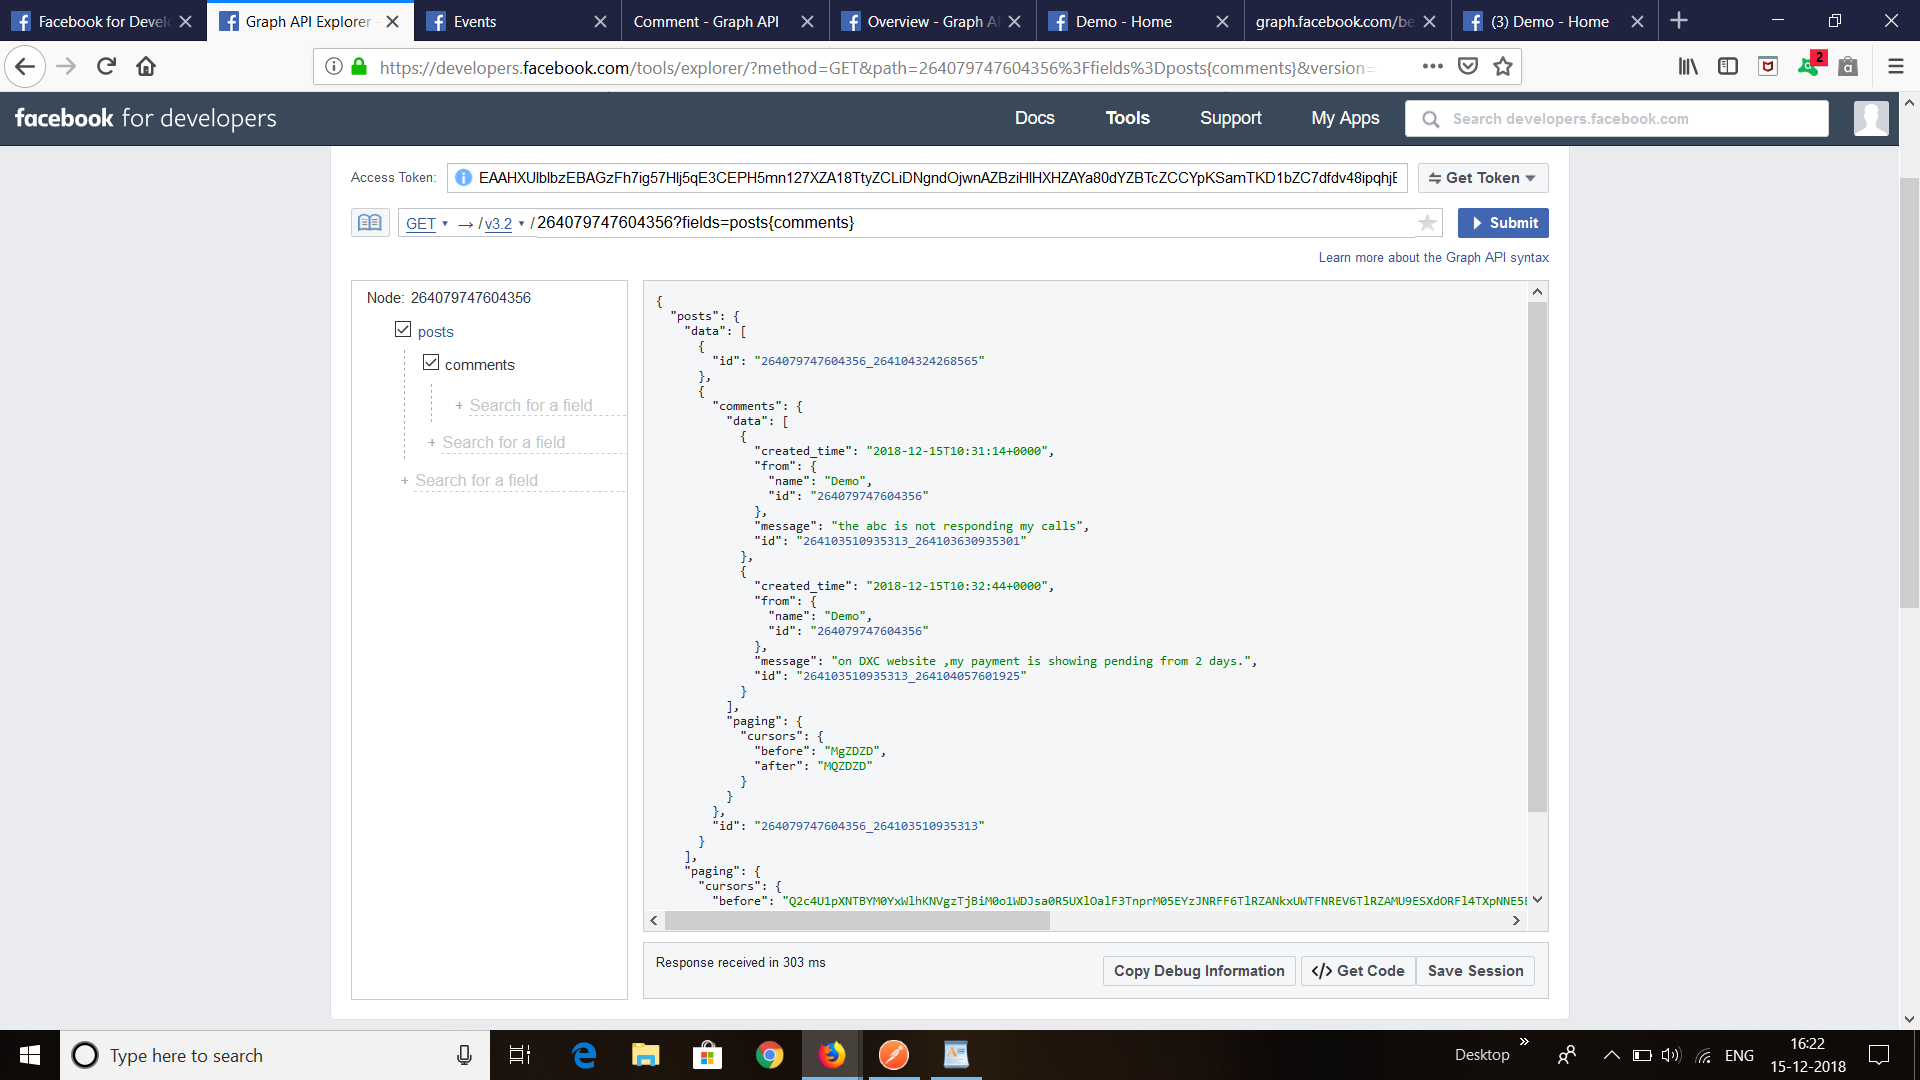 Facebook for Develo
Graph API Explorer -
Events
Comment - Graph API
Overview - Graph A
Demo - Home
graph.facebook.com/be
(3) Demo - Home
https://developers.facebook.com/tools/explorer/?method=GET&path=264079747604356%3Ffields%3Dposts{comments}&version=
2
facebook for developers
Docs
Tools
Support
My Apps
Search developers.facebook.com
Access Token:
Get Token
GET → / v3.2 / 264079747604356?fields=posts{comments}
Submit
Learn more about the Graph API syntax
Node: 264079747604356
posts
comments
+ Search for a field
+ Search for a field
+ Search for a field
{
"posts": {
"data": [
{
"id": "264079747604356_264104324268565"
},
{
"comments": {
"data": [
{
"created_time": "2018-12-15T10:31:14+0000",
"from": {
"name": "Demo",
"id": "264079747604356"
},
"message": "the abc is not responding my calls",
"id": "264103510935313_264103630935301"
},
{
"created_time": "2018-12-15T10:32:44+0000",
"from": {
"name": "Demo",
"id": "264079747604356"
},
"message": "on DXC website ,my payment is showing pending from 2 days.",
"id": "264103510935313_264104057601925"
}
],
"paging": {
"cursors": {
"before": "MgZDZD",
"after": "MQZDZD"
}
}
},
"id": "264079747604356_264103510935313"
}
],
"paging": {
"cursors": {
"before":
Response received in 303 ms
Copy Debug Information
</> Get Code
Save Session
Type here to search
Desktop
ENG
16:22
15-12-2018